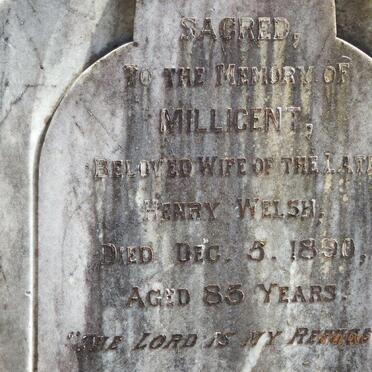 SACRED,
TO THE MEMORY OF
MILLICENT,
BELOVED WIFE OF THE LATE
HENRY WELSH,
DIED DEC. 5. 1890,
AGED 85 YEARS.
"THE LORD IS MY REFUGE